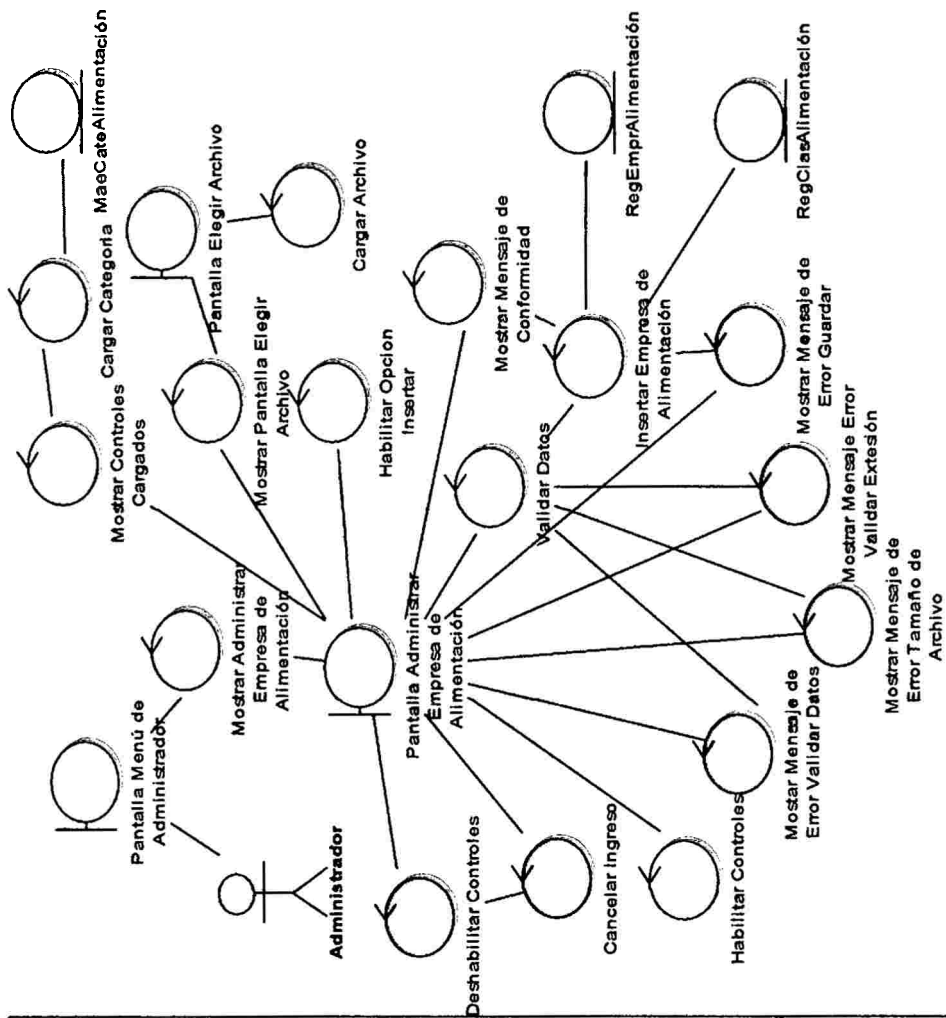 MaeCateAlimentación
Cargar Categoria
Mostrar Controles
Cargados
Pantalla Elegir Archivo
Cargar Archivo
Mostrar Pantalla Elegir
Archivo
Habilitar Opcion
Insertar
Mostrar Mensaje de
Conformidad
RegEmprAlimentación
RegClasAlimentación
Insertar Empresa de
Alimentación
Mostrar Mensaje de
Error Guardar
Validar Datos
Mostrar Mensaje Error
Validar Extesión
Mostrar Mensaje de
Error Tamaño de
Archivo
Mostar Mensaje de
Error Validar Datos
Pantalla Administrar
Empresa de
Alimentación
Mostrar Administrar
Empresa de
Alimentación
Pantalla Menú de
Administrador
Administrador
Deshabilitar Controles
Cancelar Ingreso
Habilitar Controles